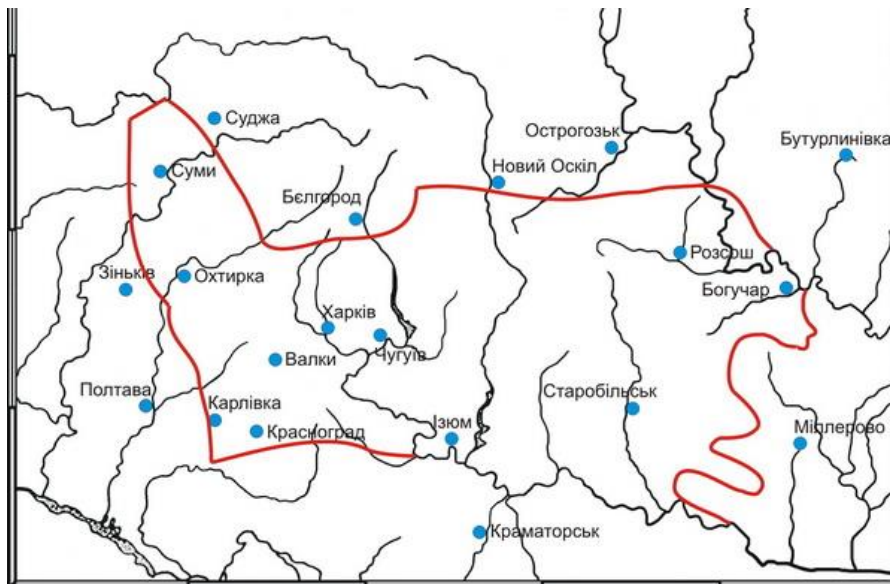 Суджа
Острогозьк
Бутурлинівка
Суми
Новий Оскіл
Бєлгород
Розсош
Зіньків
Охтирка
Богучар
Харків
Чугуїв
Валки
Полтава
Карлівка
Старобільськ
Красноград
Ізюм
Міллерово
Краматорськ